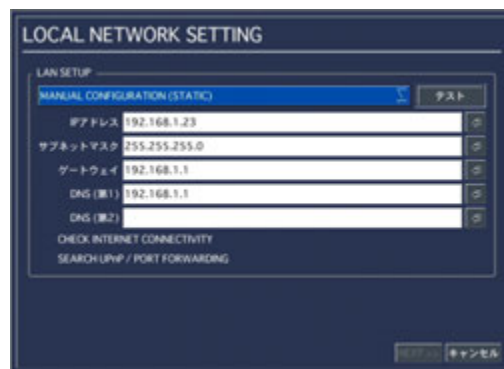 LOCAL NETWORK SETTING
LAN SETUP
MANUAL CONFIGURATION (STATIC) テスト
IPアドレス 192.168.1.23
サブネットマスク 255.255.255.0
ゲートウェイ 192.168.1.1
DNS (第1) 192.168.1.1
DNS (第2)
CHECK INTERNET CONNECTIVITY
SEARCH UPnP / PORT FORWARDING
NEXT >> キャンセル